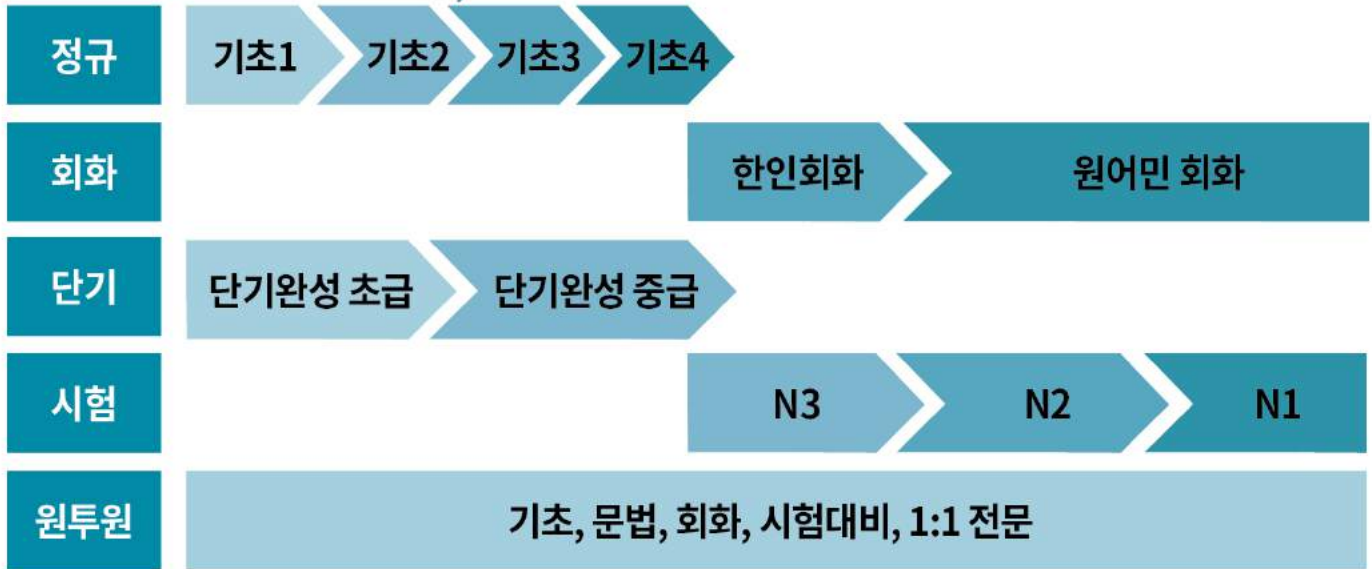 정규 기초1 기초2 기초3 기초4
회화 한인회화 원어민 회화
단기 단기완성 초급 단기완성 중급
시험 N3 N2 N1
원투원 기초, 문법, 회화, 시험대비, 1:1 전문